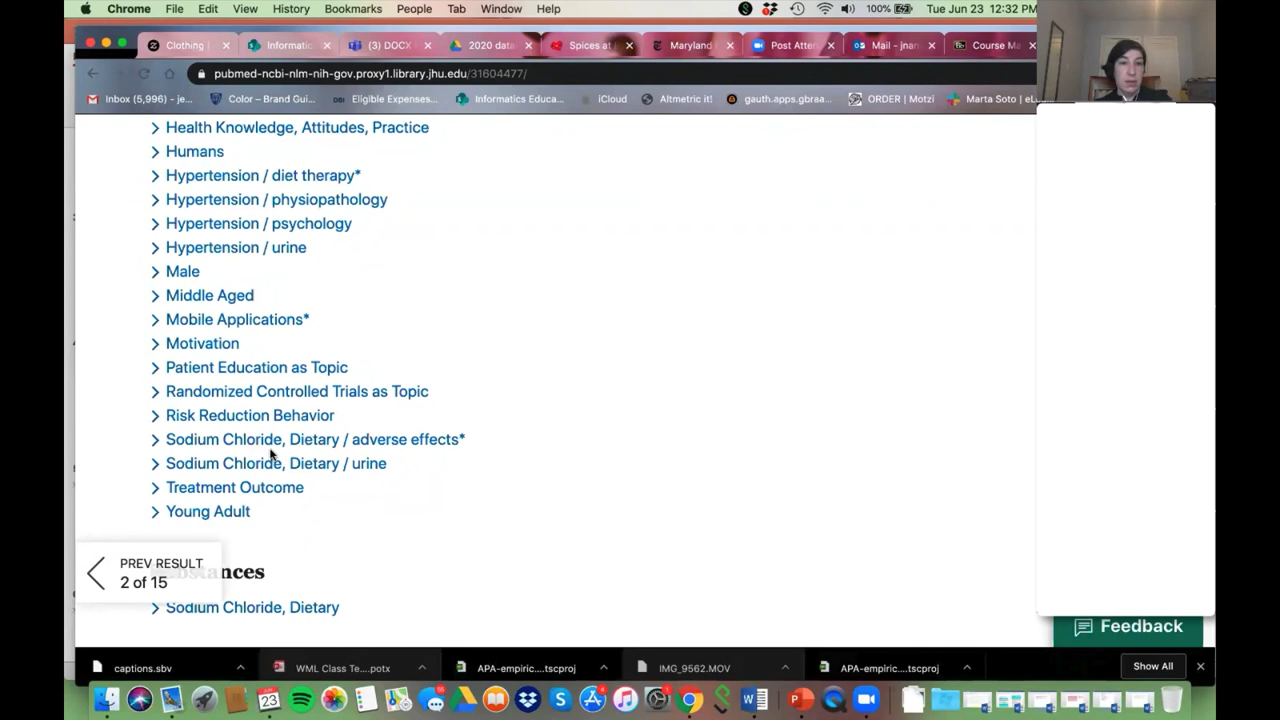 Chrome File Edit View History Bookmarks People Tab Window Help 100% Tue Jun 23 12:32 PM
Clothing Informatic (3) DOCX 2020 data Spices at Maryland Post Atten Mail - jnan Course Ma
pubmed-ncbi-nlm-nih-gov.proxy1.library.jhu.edu/31604477/
Inbox (5,996) - je... Color – Brand Gui... Eligible Expenses... Informatics Educa... iCloud Altmetric it! gauth.apps.gbraa... ORDER | Motzi Marta Soto | eL
Health Knowledge, Attitudes, Practice
Humans
Hypertension / diet therapy*
Hypertension / physiopathology
Hypertension / psychology
Hypertension / urine
Male
Middle Aged
Mobile Applications*
Motivation
Patient Education as Topic
Randomized Controlled Trials as Topic
Risk Reduction Behavior
Sodium Chloride, Dietary / adverse effects*
Sodium Chloride, Dietary / urine
Treatment Outcome
Young Adult
PREV RESULT
2 of 15
nces
Sodium Chloride, Dietary
Feedback
captions.sbv WML Class Te....potx APA-empiric....tscproj IMG_9562.MOV APA-empiric....tscproj Show All
23